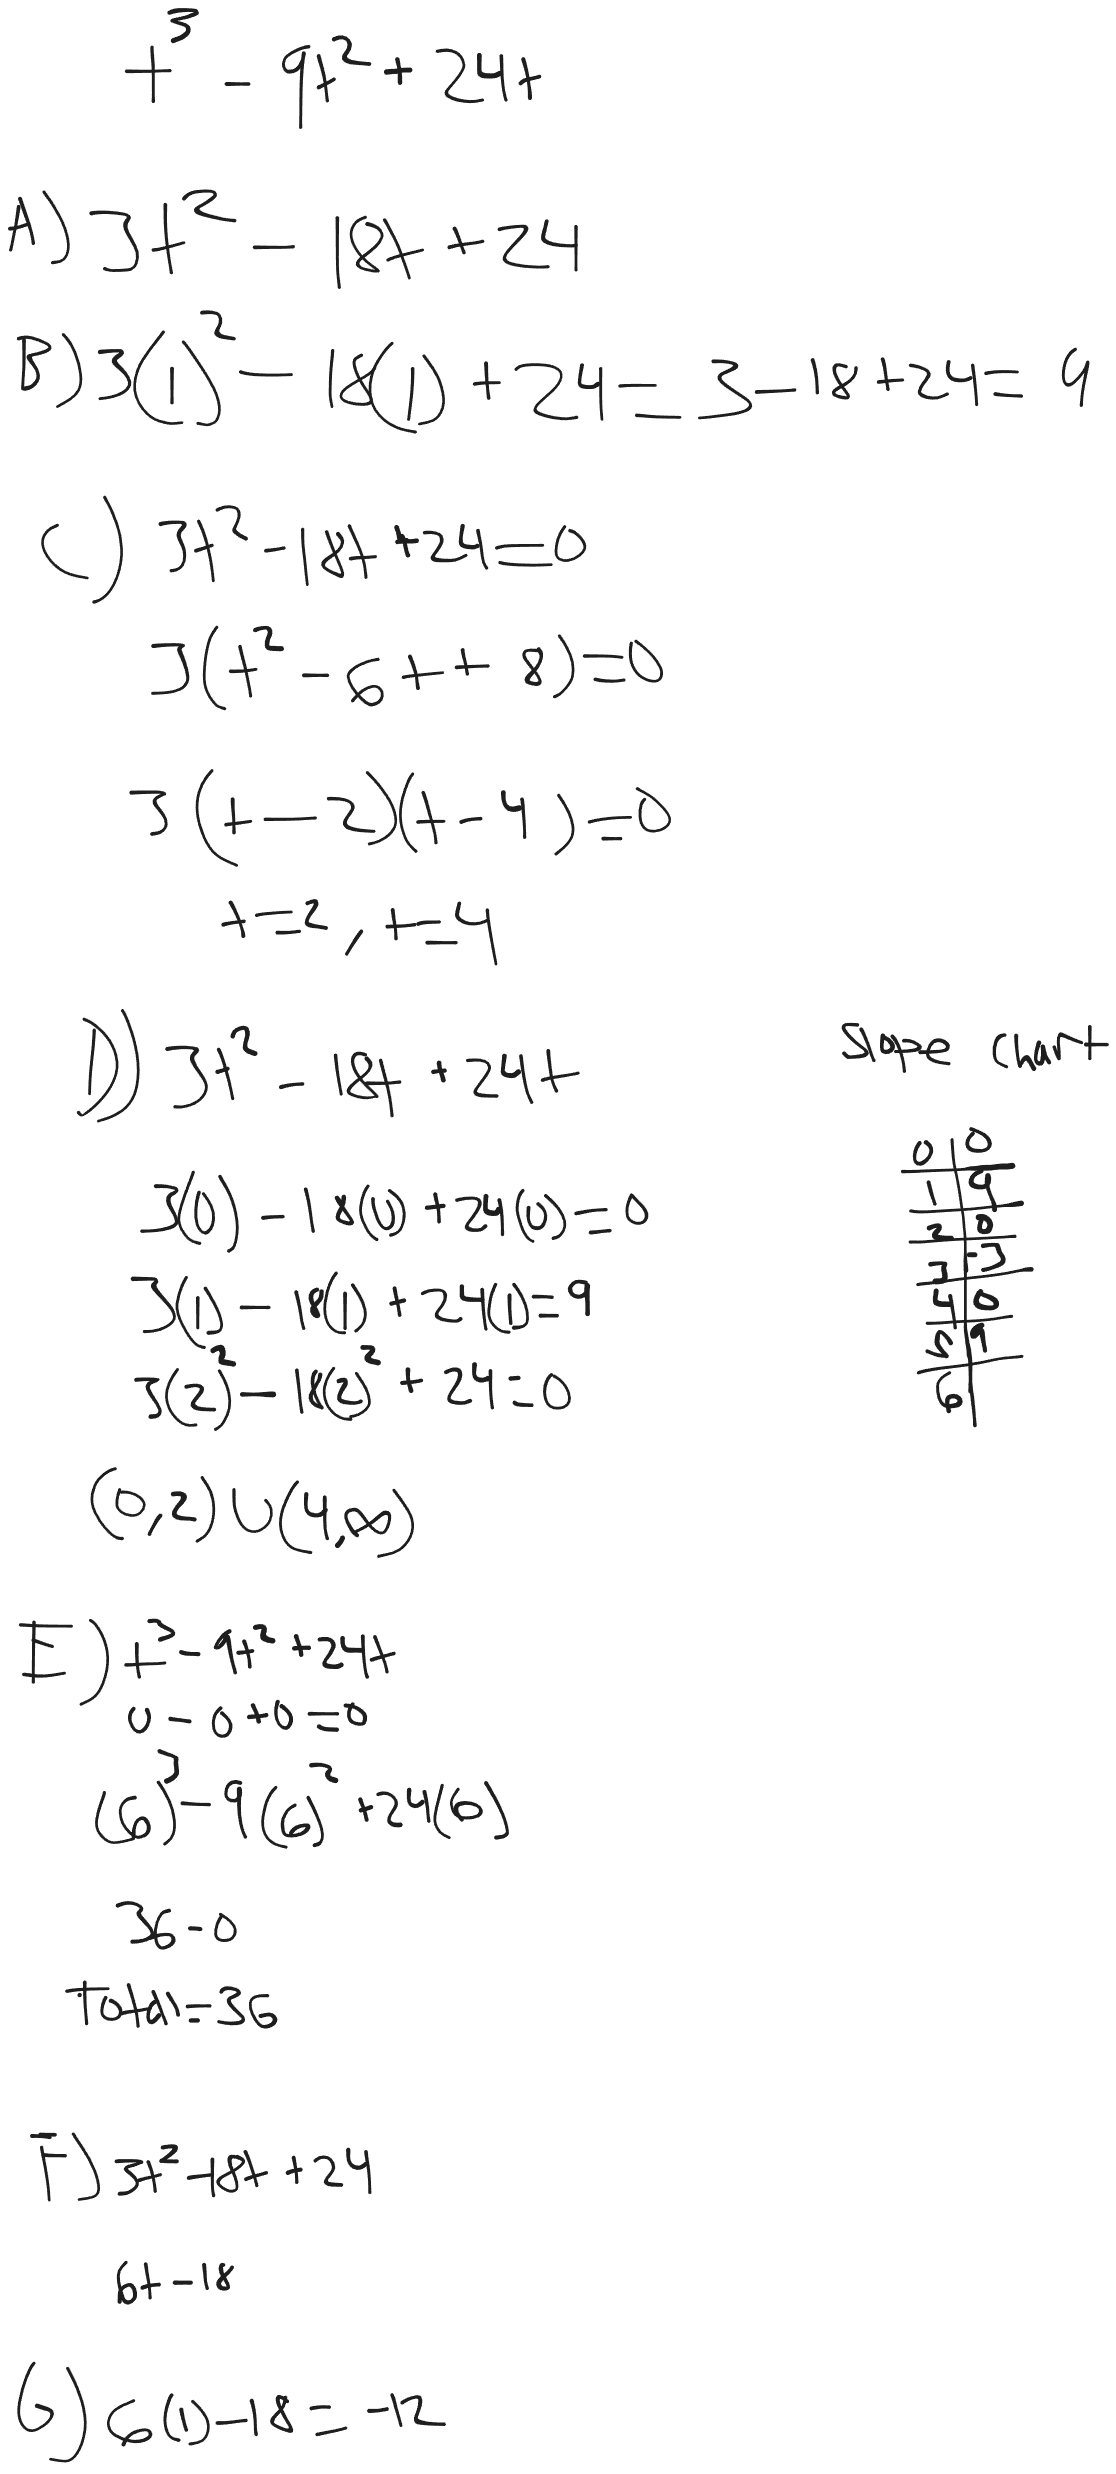 t³ - 9t² + 24t
A) 3t² - 18t + 24
B) 3(1)² - 18(1) + 24 = 3 - 18 + 24 = 9
C) 3t² - 18t + 24 = 0
3(t² - 6t + 8) = 0
3(t - 2)(t - 4) = 0
t = 2, t = 4
D) 3t² - 18t + 24t
3(0) - 18(0) + 24(0) = 0
3(1) - 18(1) + 24(1) = 9
3(2)² - 18(2)² + 24 = 0
(0,2) ∪ (4,∞)
Slope Chart
0 | 0
1 | 9
2 | 0
3 | -3
4 | 0
5 | 9
6 |
E) t³ - 9t² + 24t
0 - 0 + 0 = 0
(6)³ - 9(6)² + 24(6)
36 - 0
Total = 36
F) 3t² - 18t + 24
6t - 18
G) 6(1) - 18 = -12